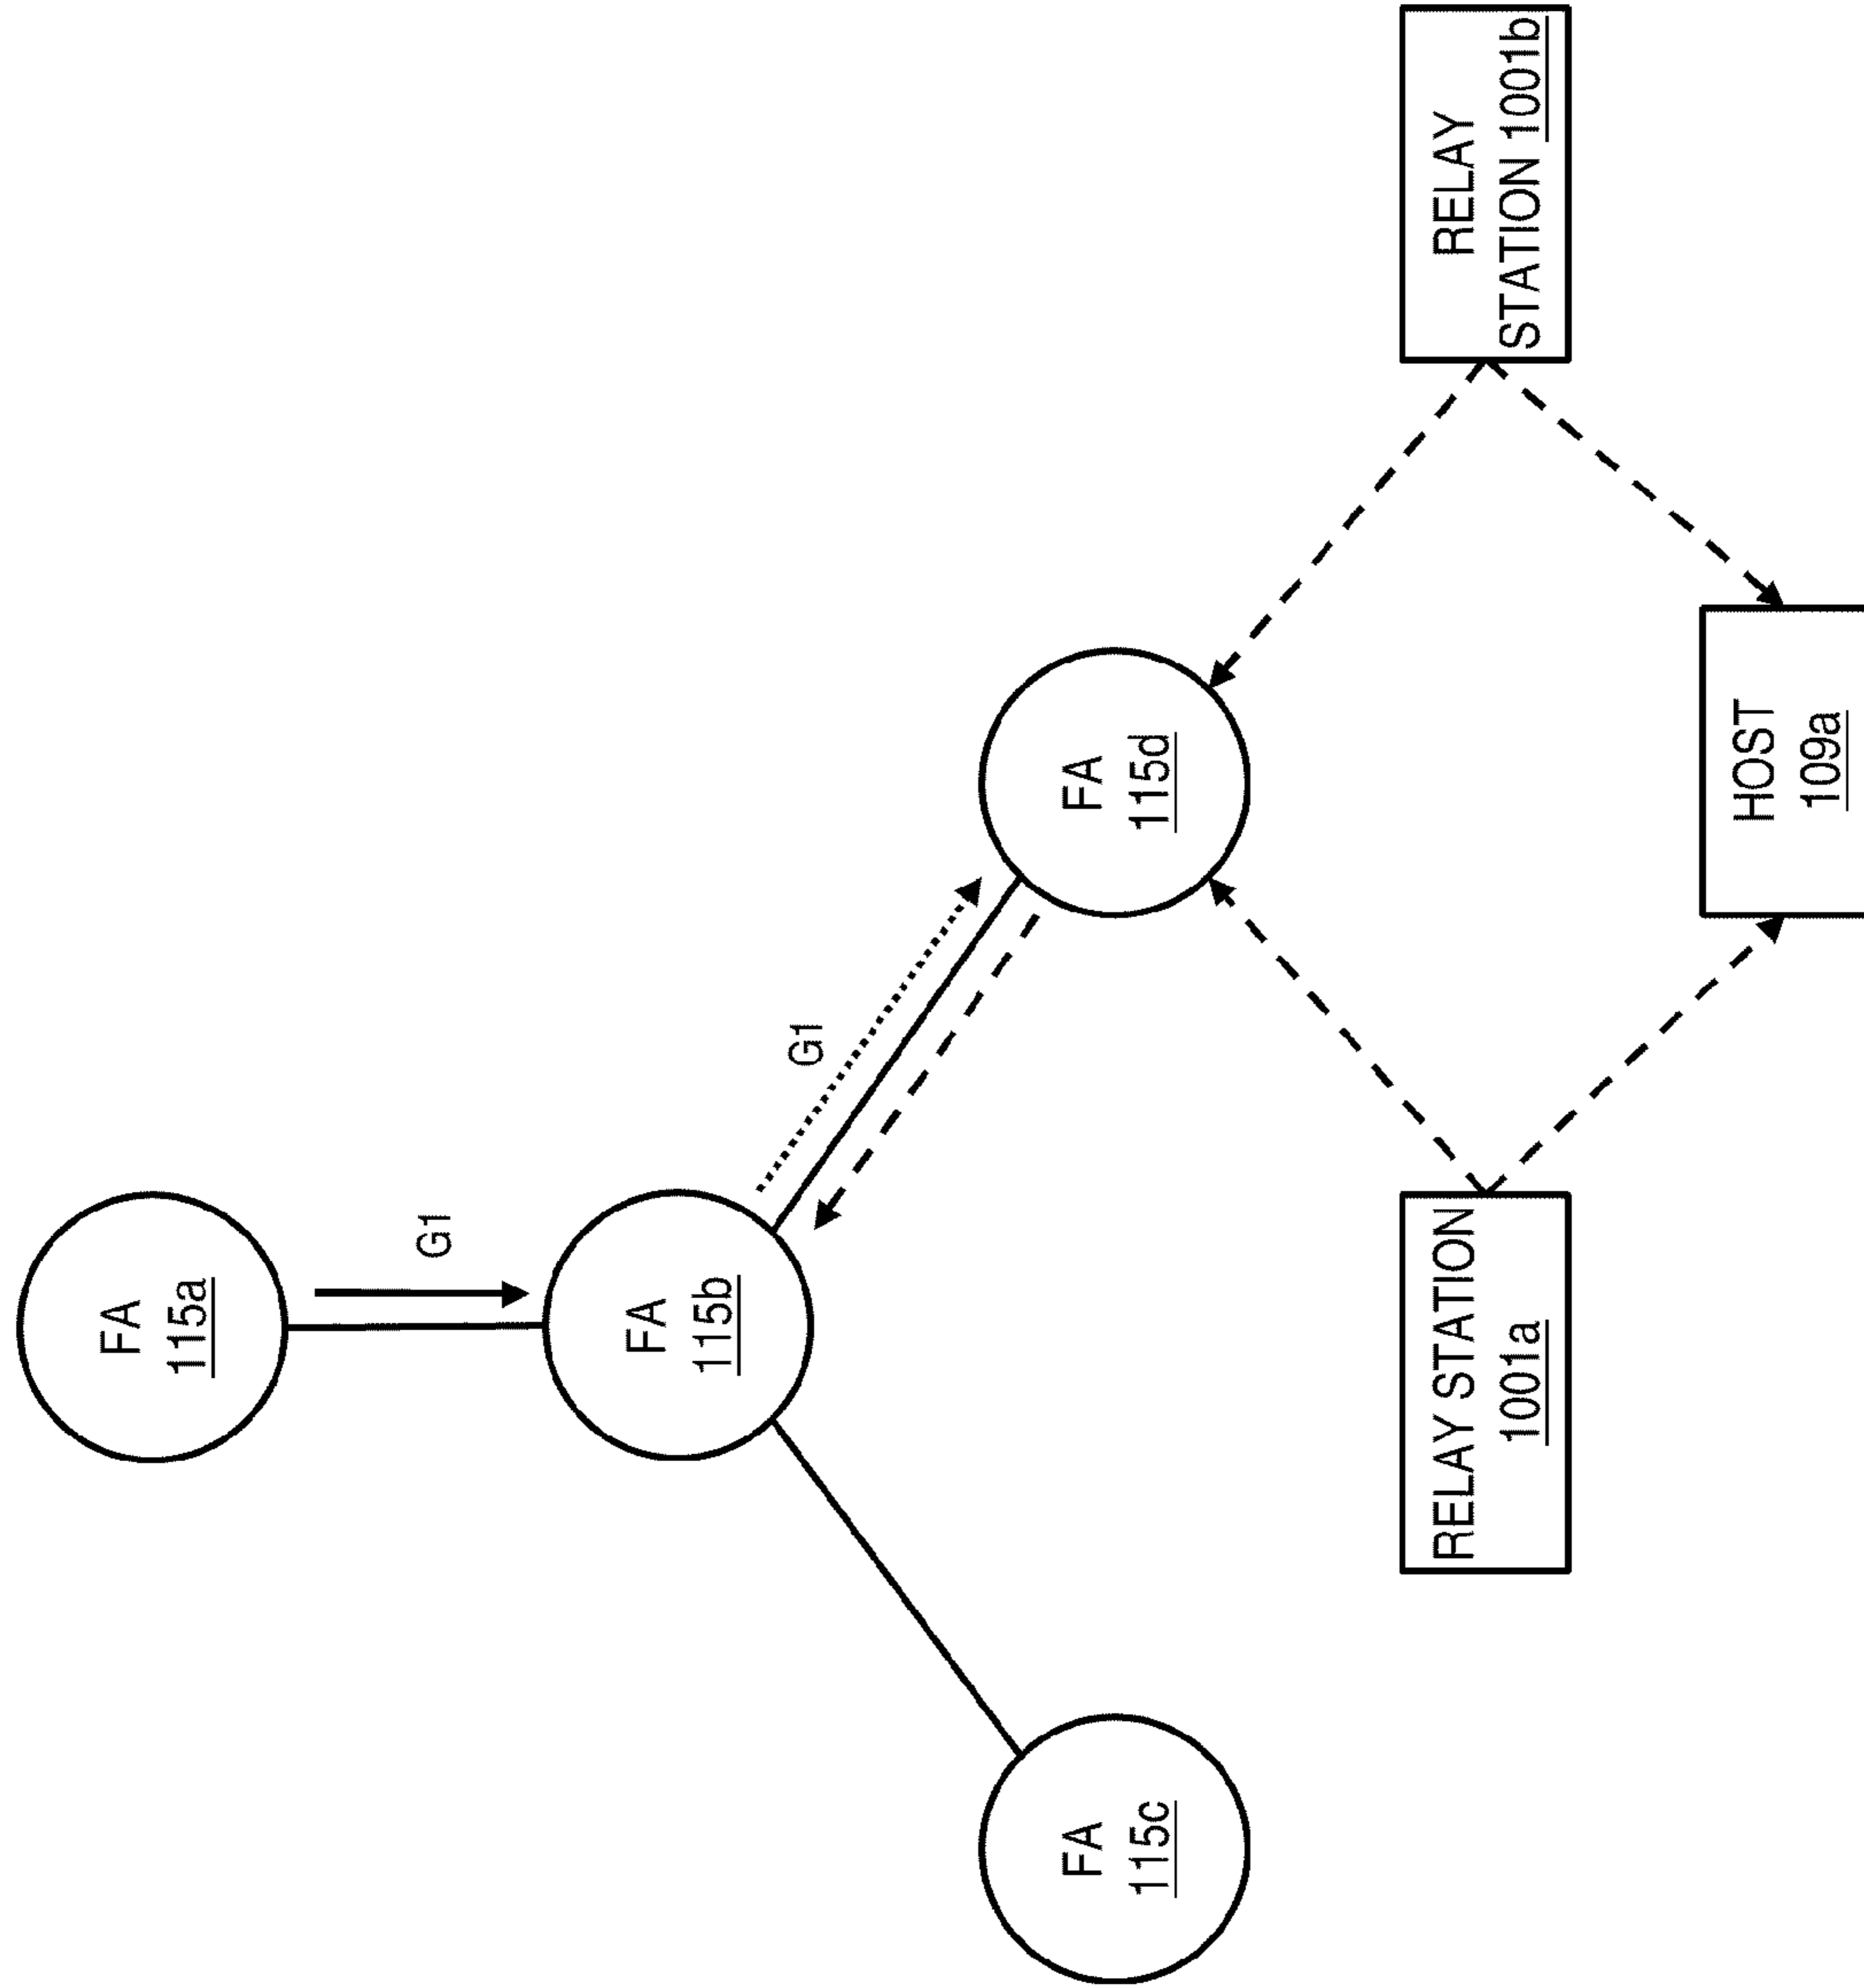 FA
115a
G1
FA
115b
G1
FA
115c
FA
115d
RELAY STATION
1001a
RELAY
STATION 1001b
HOST
109a